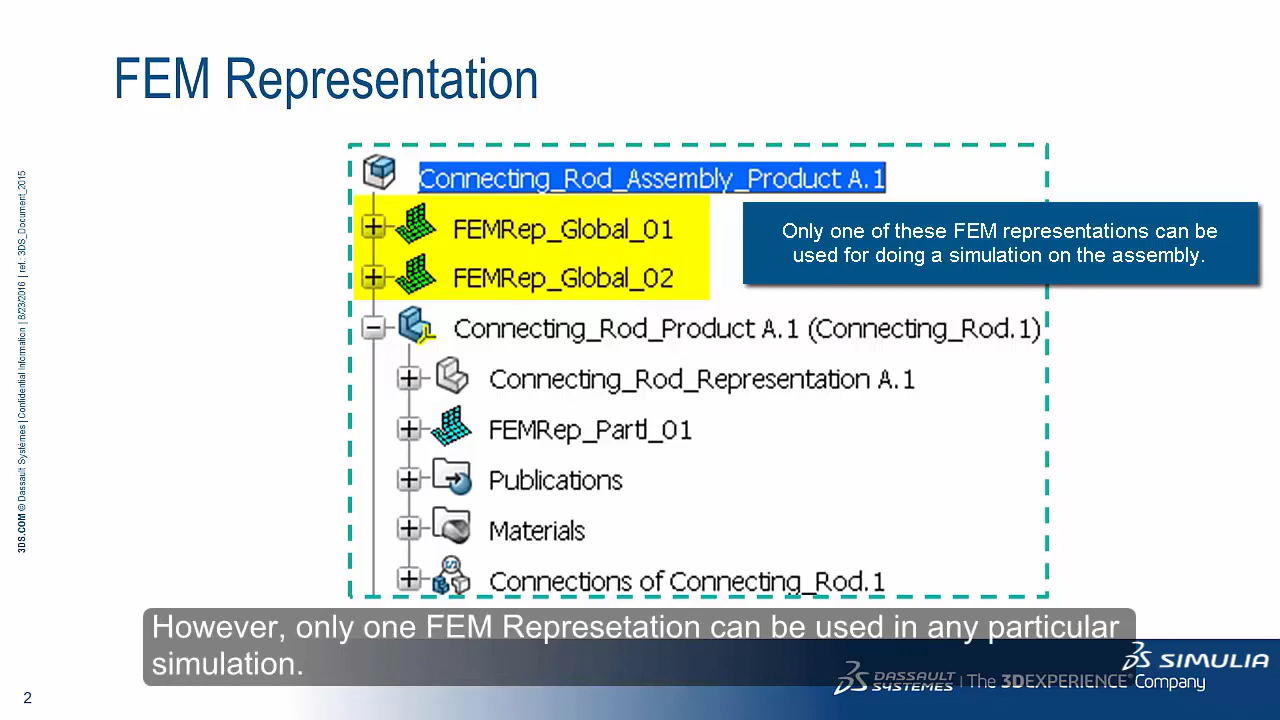 FEM Representation
Connecting_Rod_Assembly_Product A.1
FEMRep_Global_01
FEMRep_Global_02
Only one of these FEM representations can be
used for doing a simulation on the assembly.
Connecting_Rod_Product A.1 (Connecting_Rod.1)
Connecting_Rod_Representation A.1
FEMRep_Partl_01
Publications
Materials
Connections of Connecting_Rod.1
However, only one FEM Represetation can be used in any particular
simulation.
3DS.COM © Dassault Systèmes | Confidential Information | 8/23/2016 | ref.: 3DS_Document_2015
2
SIMULIA
DASSAULT SYSTEMES | The 3DEXPERIENCE® Company